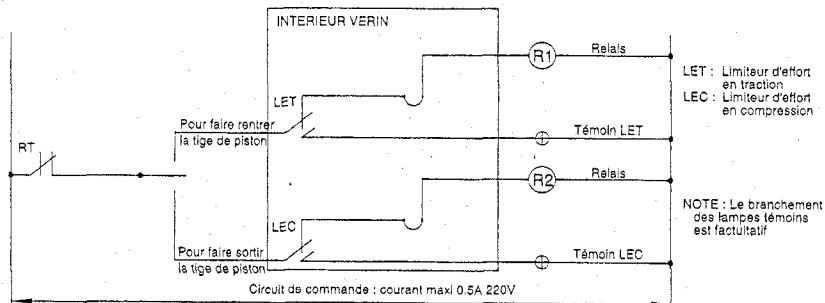 INTERIEUR VERIN
R1
Relais
LET : Limiteur d'effort
en traction
LEC : Limiteur d'effort
en compression
LET
Pour faire rentrer
la tige de piston
Témoin LET
RT
R2
Relais
NOTE : Le branchement
des lampes témoins
est factultatif
LEC
Pour faire sortir
la tige de piston
Témoin LEC
Circuit de commande : courant maxi 0.5A 220V